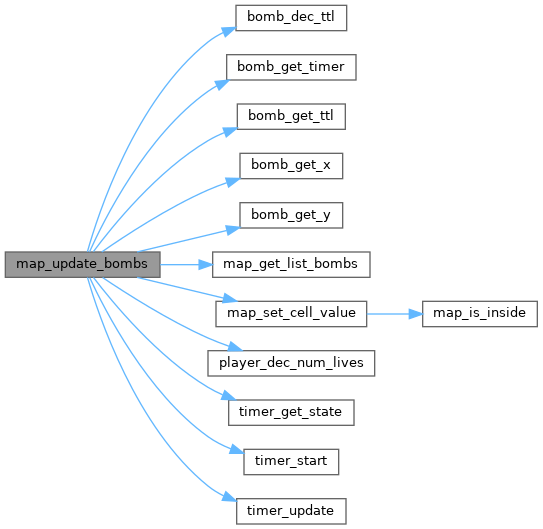 bomb_dec_ttl
bomb_get_timer
bomb_get_ttl
bomb_get_x
bomb_get_y
map_update_bombs
map_get_list_bombs
map_set_cell_value
map_is_inside
player_dec_num_lives
timer_get_state
timer_start
timer_update